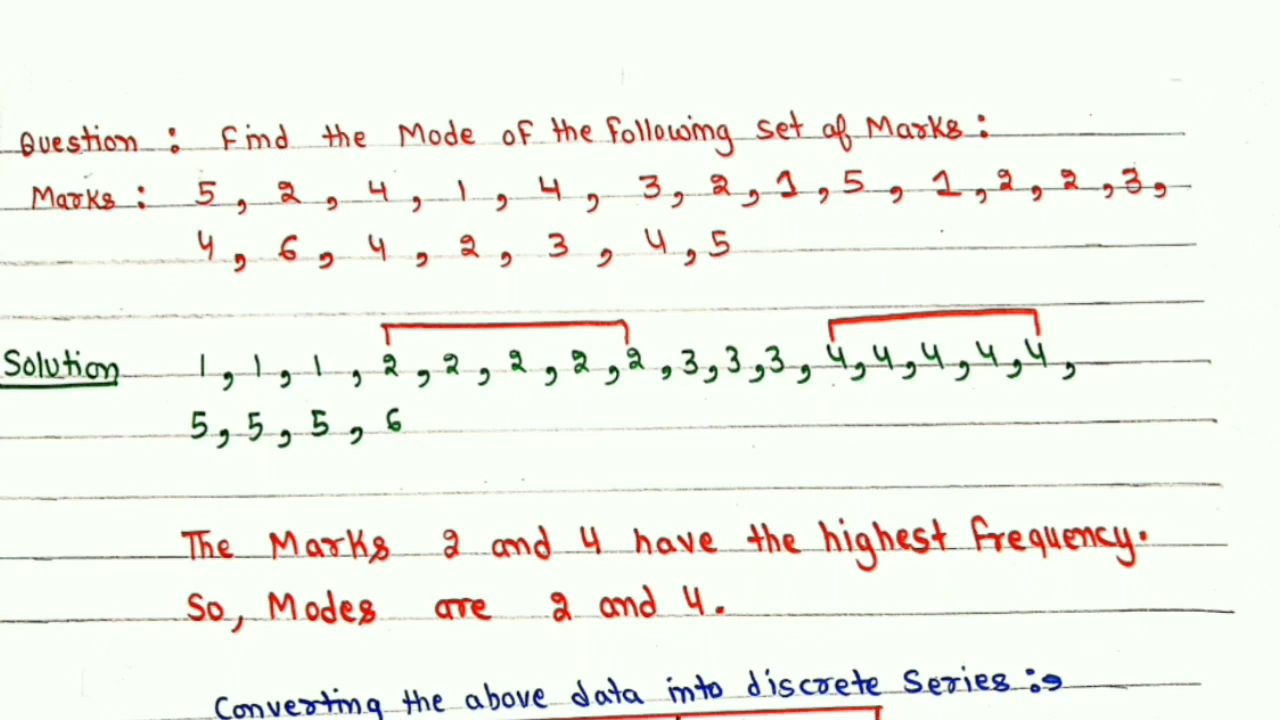 Question : Find the Mode of the following set of Marks :
Marks : 5, 2, 4, 1, 4, 3, 2, 1, 5, 1, 2, 2, 3,
4, 6, 4, 2, 3, 4, 5
Solution 1, 1, 1, 2, 2, 2, 2, 2, 3, 3, 3, 4, 4, 4, 4, 4,
5, 5, 5, 6
The Marks 2 and 4 have the highest frequency.
So, Modes are 2 and 4.
Converting the above data into discrete Series :→